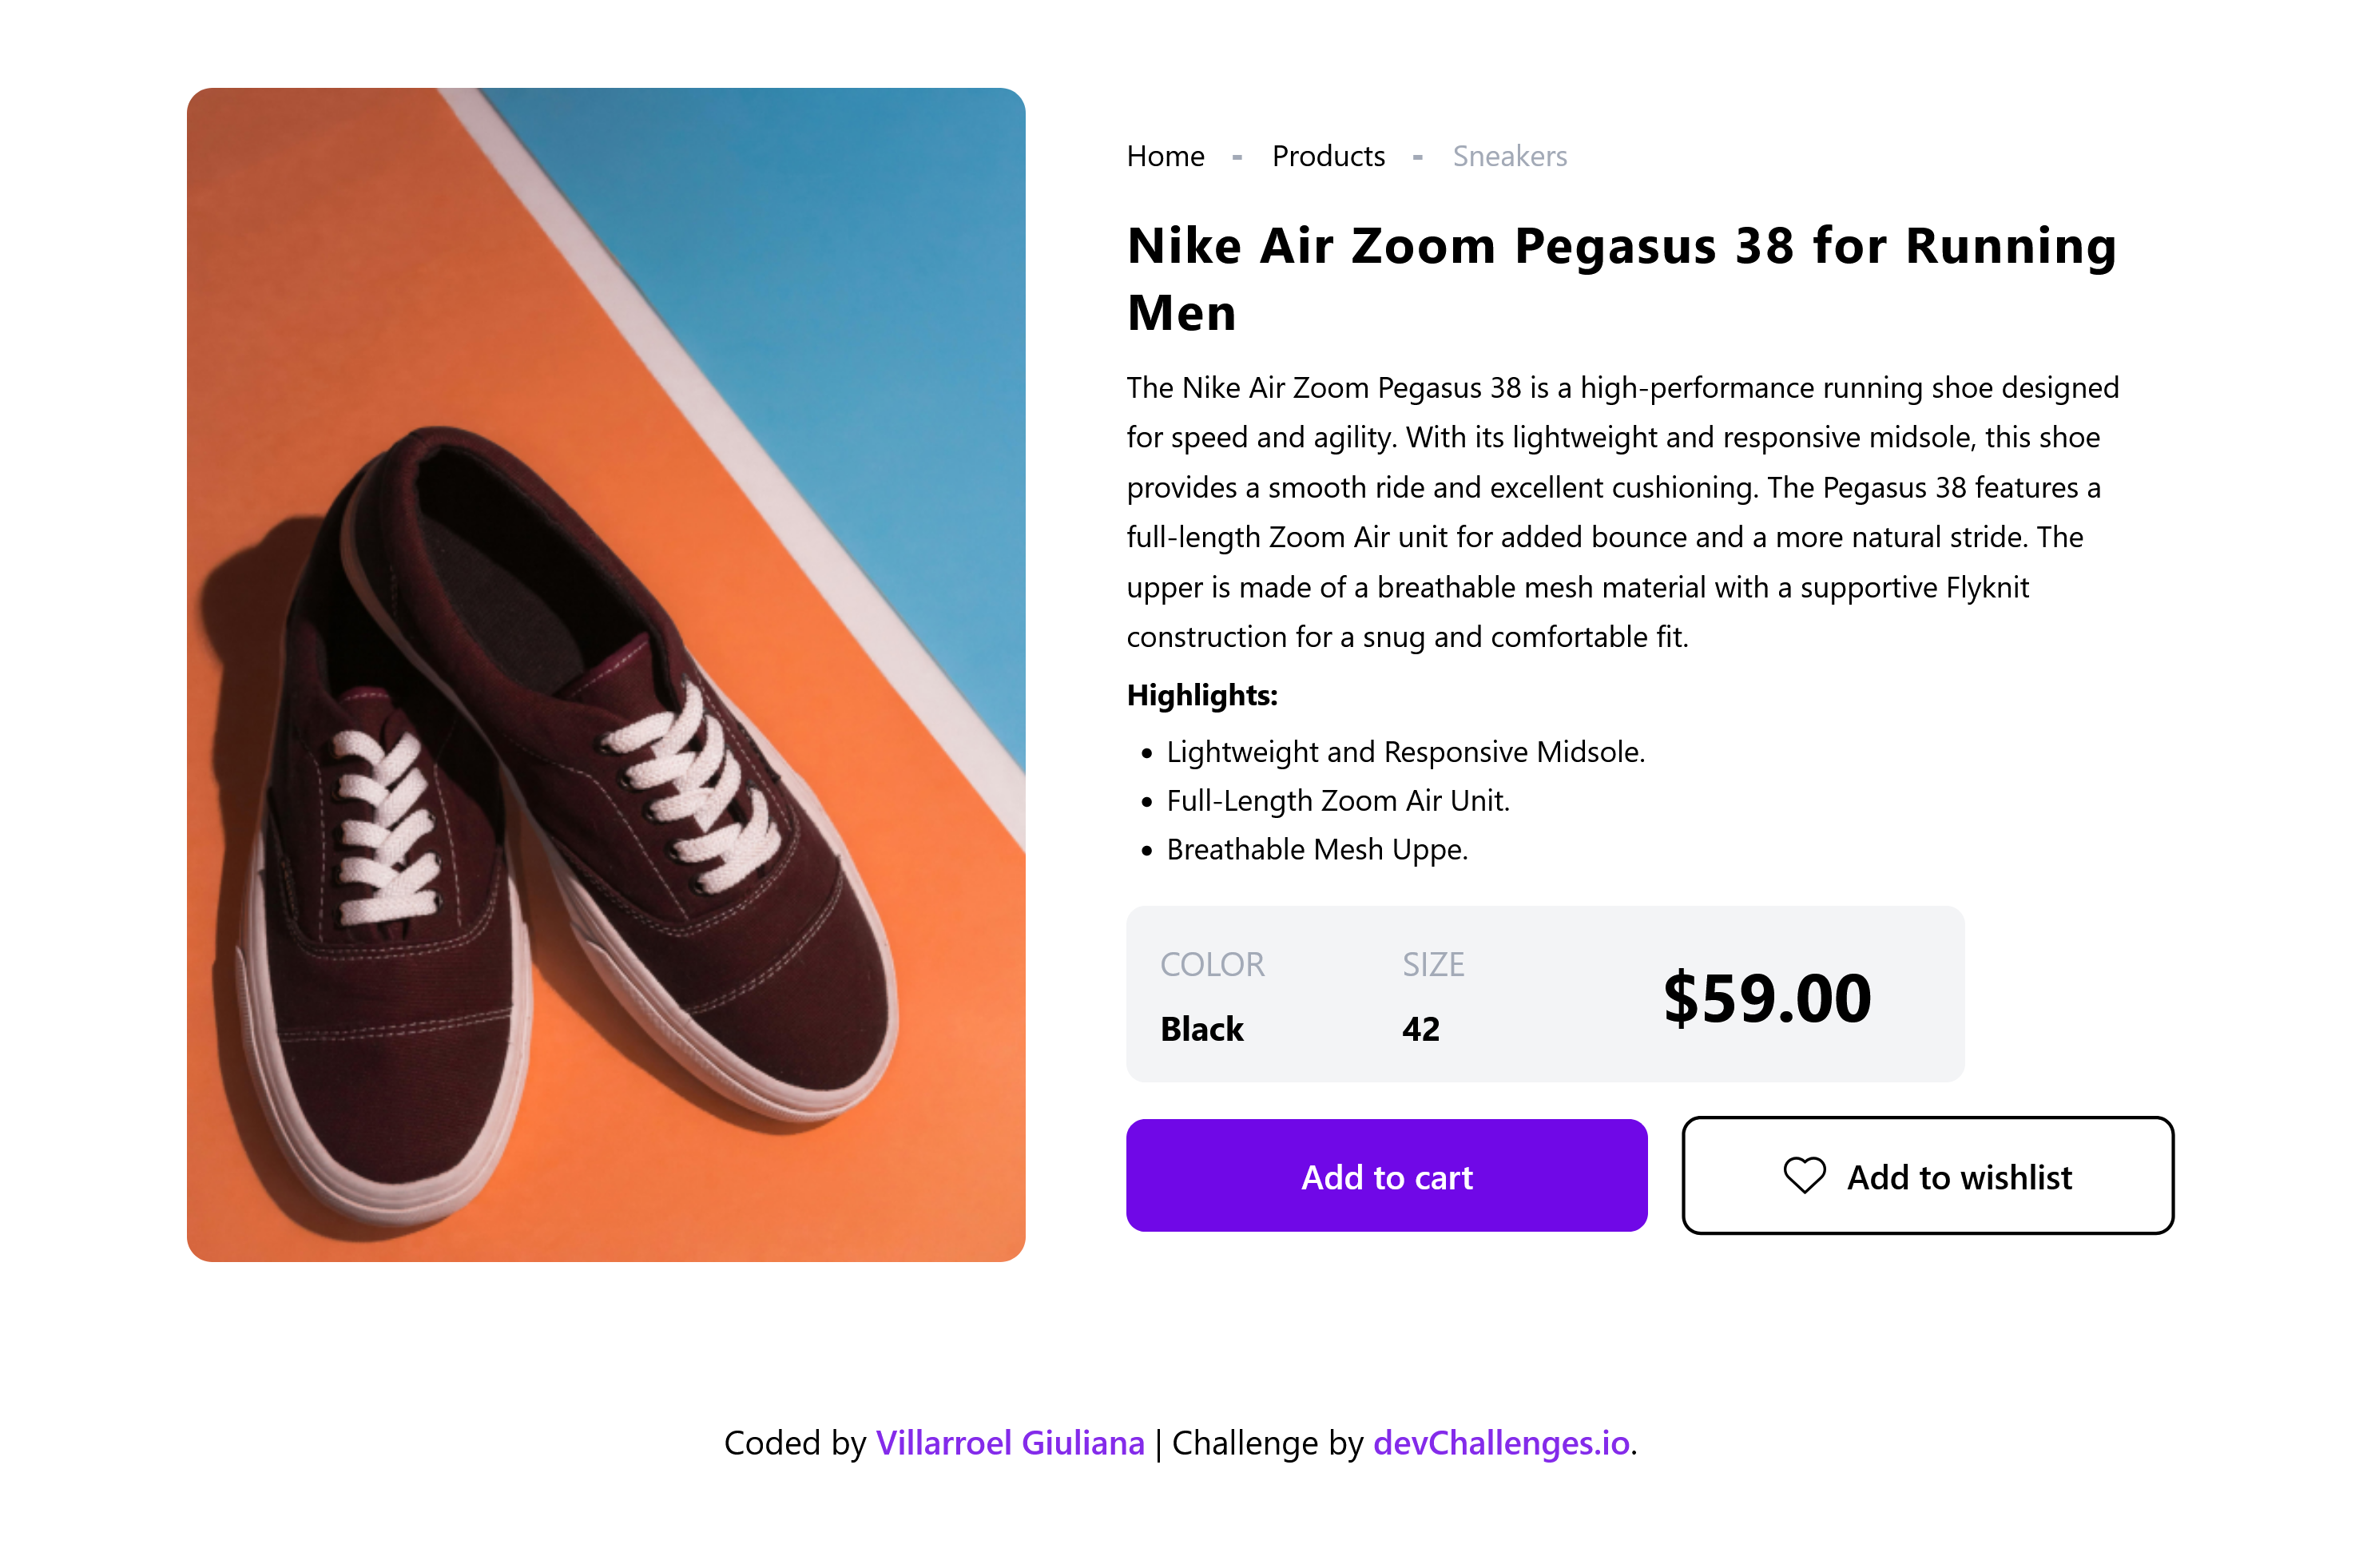 Home - Products - Sneakers
Nike Air Zoom Pegasus 38 for Running
Men
The Nike Air Zoom Pegasus 38 is a high-performance running shoe designed
for speed and agility. With its lightweight and responsive midsole, this shoe
provides a smooth ride and excellent cushioning. The Pegasus 38 features a
full-length Zoom Air unit for added bounce and a more natural stride. The
upper is made of a breathable mesh material with a supportive Flyknit
construction for a snug and comfortable fit.
Highlights:
• Lightweight and Responsive Midsole.
• Full-Length Zoom Air Unit.
• Breathable Mesh Uppe.
COLOR SIZE
Black 42
$59.00
Add to cart
Add to wishlist
Coded by Villarroel Giuliana | Challenge by devChallenges.io.